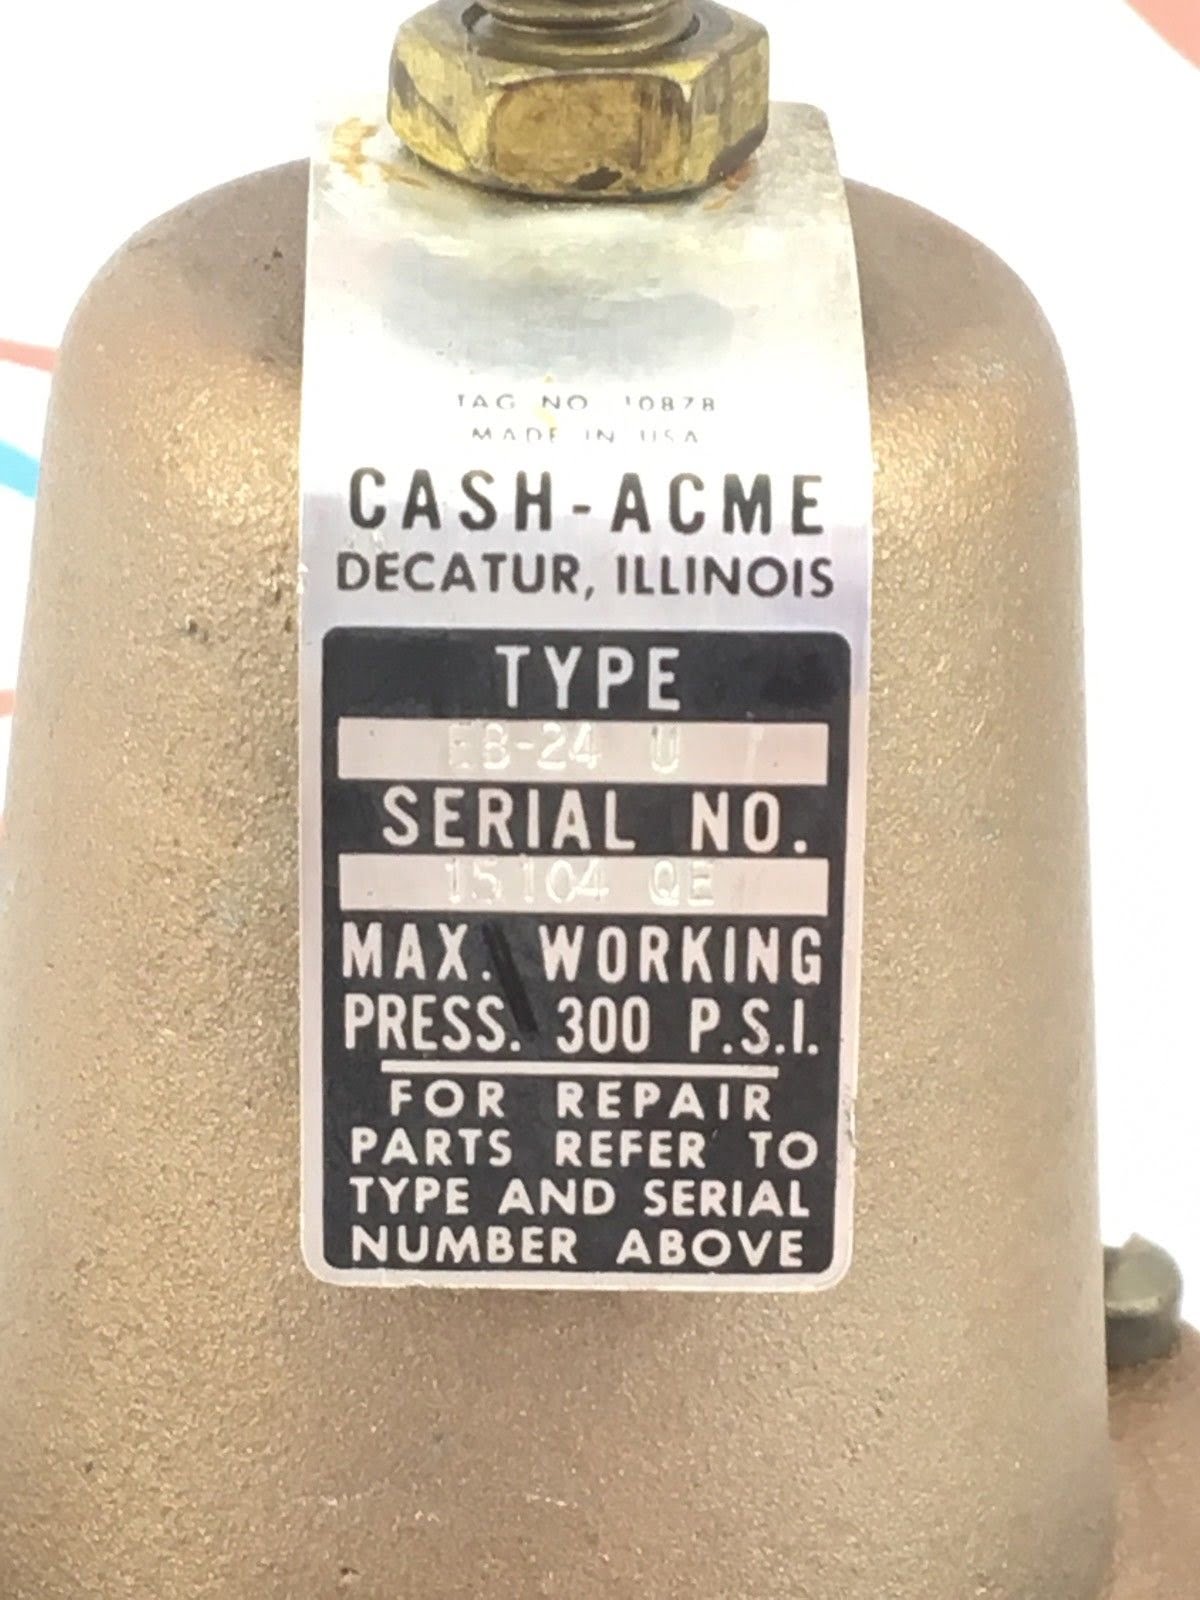 TAG NO. 10878
MADE IN USA
CASH-ACME
DECATUR, ILLINOIS
TYPE
EB-24 U
SERIAL NO.
15104 QE
MAX. WORKING
PRESS. 300 P.S.I.
FOR REPAIR
PARTS REFER TO
TYPE AND SERIAL
NUMBER ABOVE